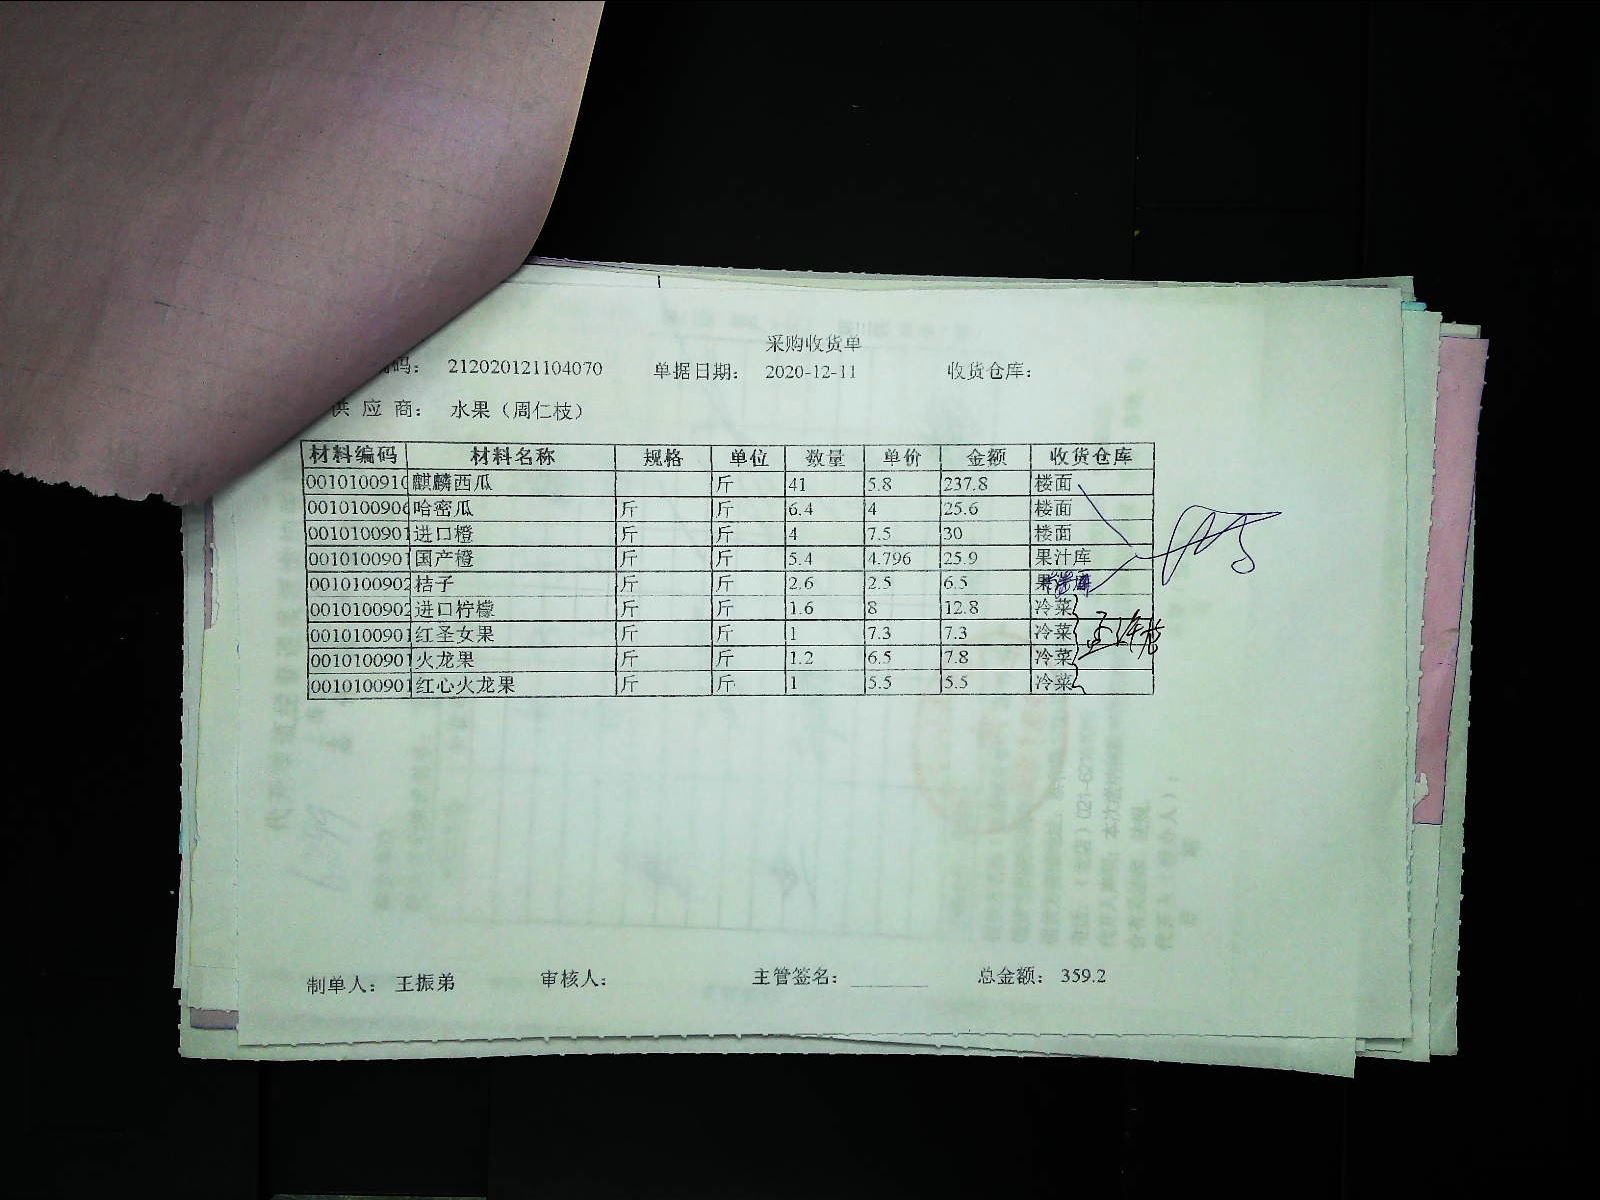 采购收货单
码： 212020121104070 单据日期： 2020-12-11 收货仓库：
供 应 商： 水果（周仁枝）
材料编码 材料名称 规格 单位 数量 单价 金额 收货仓库
0010100910 麒麟西瓜 斤 41 5.8 237.8 楼面
0010100906 哈密瓜 斤 斤 6.4 4 25.6 楼面
0010100901 进口橙 斤 斤 4 7.5 30 楼面
0010100901 国产橙 斤 斤 5.4 4.796 25.9 果汁库
0010100902 桔子 斤 斤 2.6 2.5 6.5
0010100902 进口柠檬 斤 斤 1.6 8 12.8 冷菜
0010100901 红圣女果 斤 斤 1 7.3 7.3 冷菜
0010100901 火龙果 斤 斤 1.2 6.5 7.8 冷菜
0010100901 红心火龙果 斤 斤 1 5.5 5.5 冷菜
制单人： 王振弟 审核人： 主管签名： 总金额： 359.2